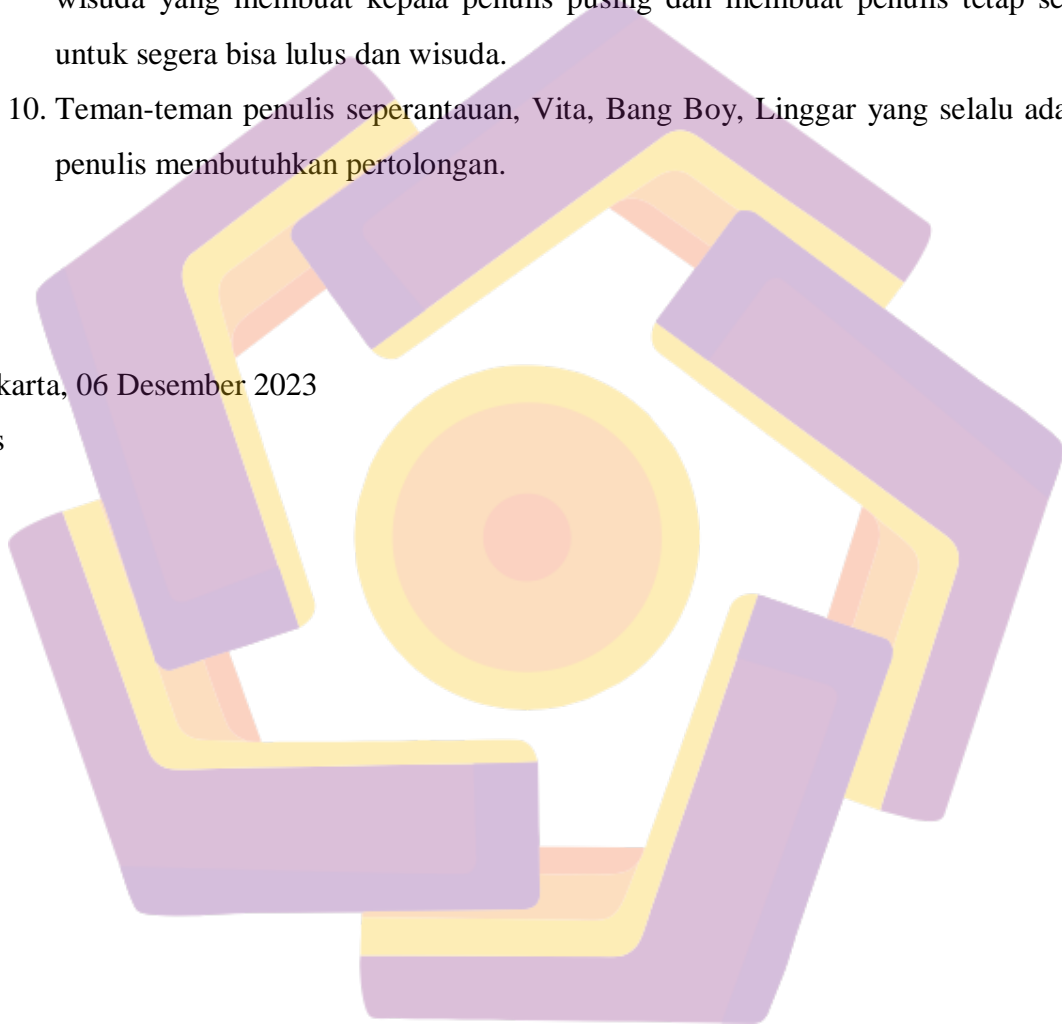 wisuda yang membuat kepala penulis pusing dan membuat penulis tetap
untuk segera bisa lulus dan wisuda.
10. Teman-teman penulis seperantauan, Vita, Bang Boy, Linggar yang selalu ada
penulis membutuhkan pertolongan.
karta, 06 Desember 2023
s